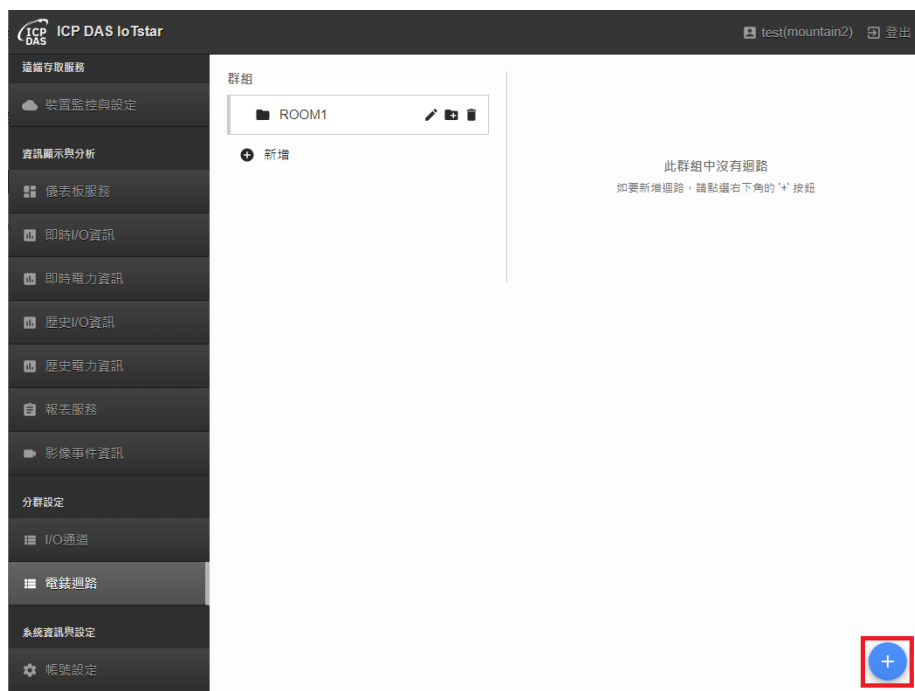 ICP DAS
ICP DAS IoTstar
test(mountain2) 登出
遠端存取服務
裝置監控與設定
資訊顯示與分析
儀表板服務
即時I/O資訊
即時電力資訊
歷史I/O資訊
歷史電力資訊
報表服務
影像事件資訊
分群設定
I/O通道
電錶迴路
系統資訊與設定
帳號設定
群組
ROOM1
新增
此群組中沒有迴路
如要新增迴路，請點選右下角的 '+' 按鈕